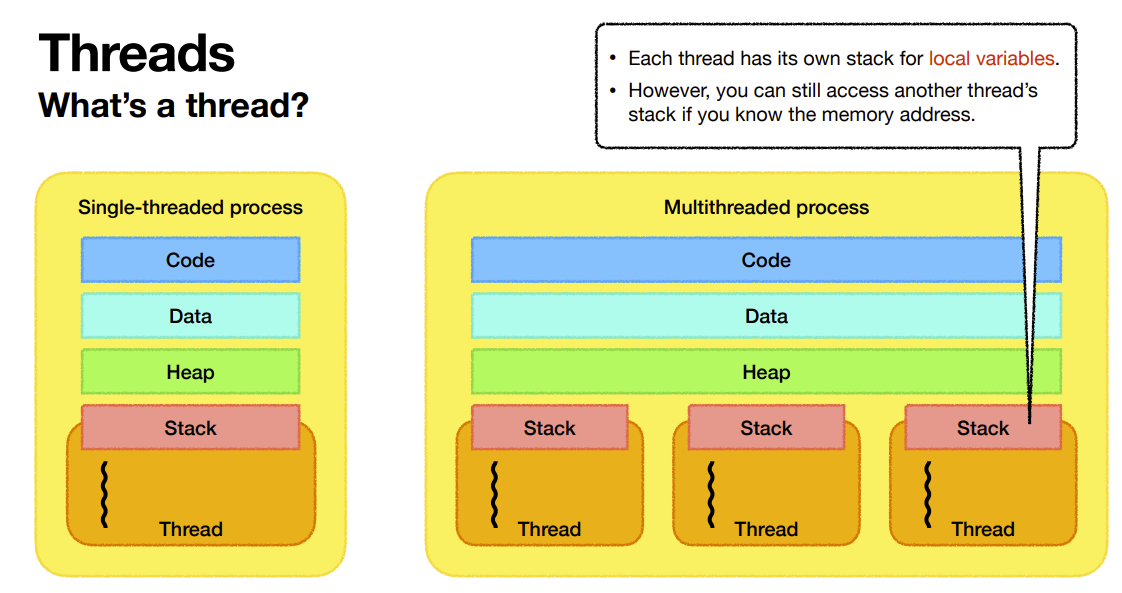 Threads
What's a thread?
• Each thread has its own stack for local variables.
• However, you can still access another thread's
stack if you know the memory address.
Single-threaded process
Code
Data
Heap
Stack
Thread
Multithreaded process
Code
Data
Heap
Stack
Stack
Stack
Thread
Thread
Thread